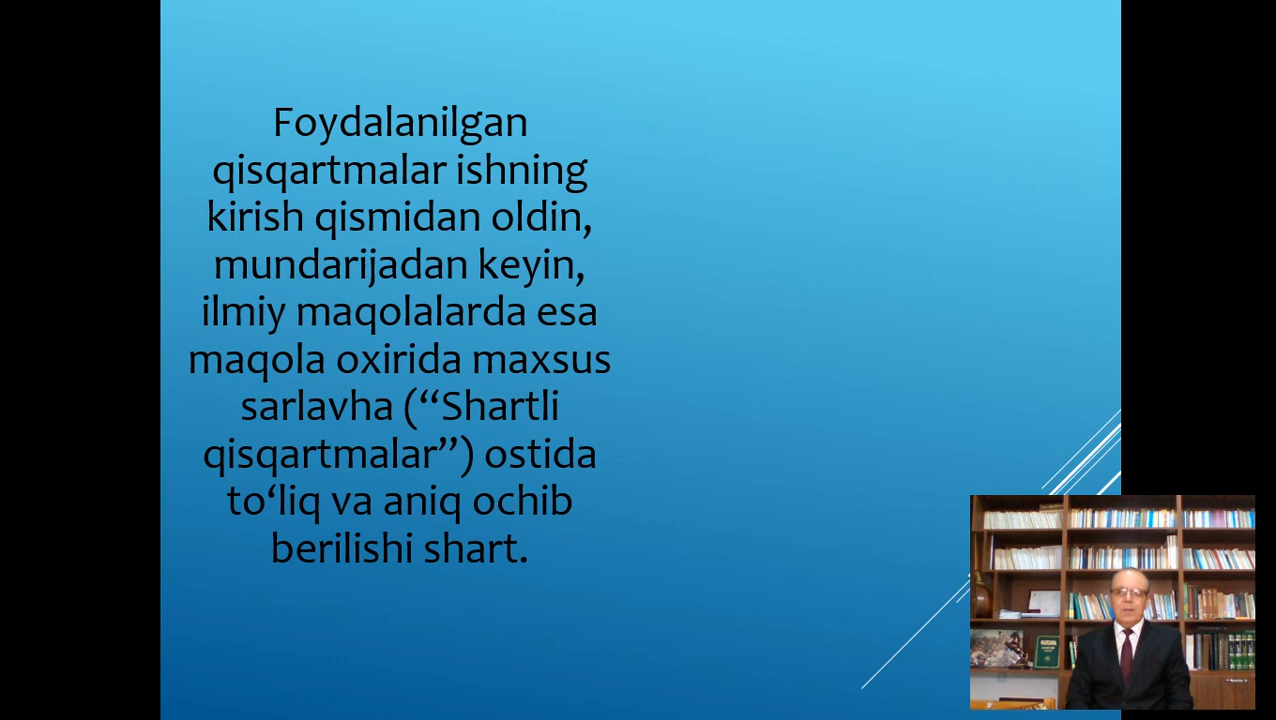 Foydalanilgan
qisqartmalar ishning
kirish qismidan oldin,
mundarijadan keyin,
ilmiy maqolalarda esa
maqola oxirida maxsus
sarlavha (“Shartli
qisqartmalar”) ostida
to‘liq va aniq ochib
berilishi shart.